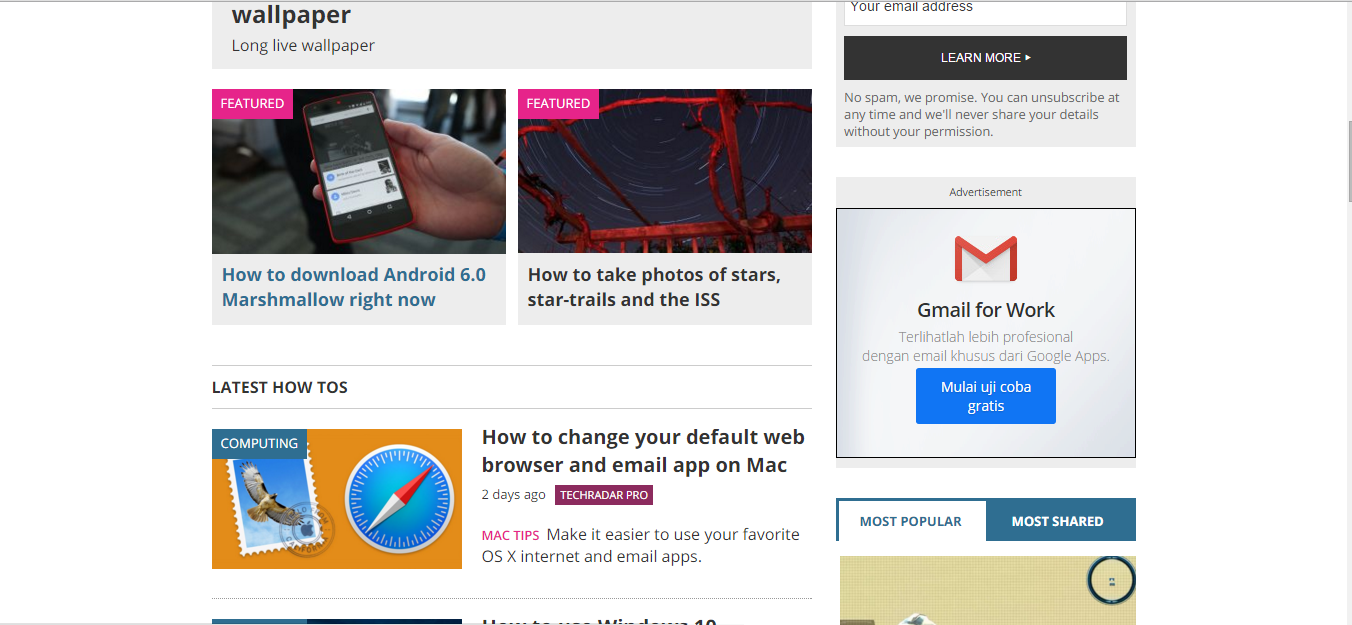 wallpaper
Long live wallpaper
FEATURED
How to download Android 6.0
Marshmallow right now
FEATURED
How to take photos of stars,
star-trails and the ISS
LATEST HOW TOS
COMPUTING
How to change your default web
browser and email app on Mac
2 days ago TECHRADAR PRO
MAC TIPS Make it easier to use your favorite
OS X internet and email apps.
How to use Windows 10
Your email address
LEARN MORE ▸
No spam, we promise. You can unsubscribe at
any time and we'll never share your details
without your permission.
Advertisement
Gmail for Work
Terlihatlah lebih profesional
dengan email khusus dari Google Apps.
Mulai uji coba
gratis
MOST POPULAR
MOST SHARED